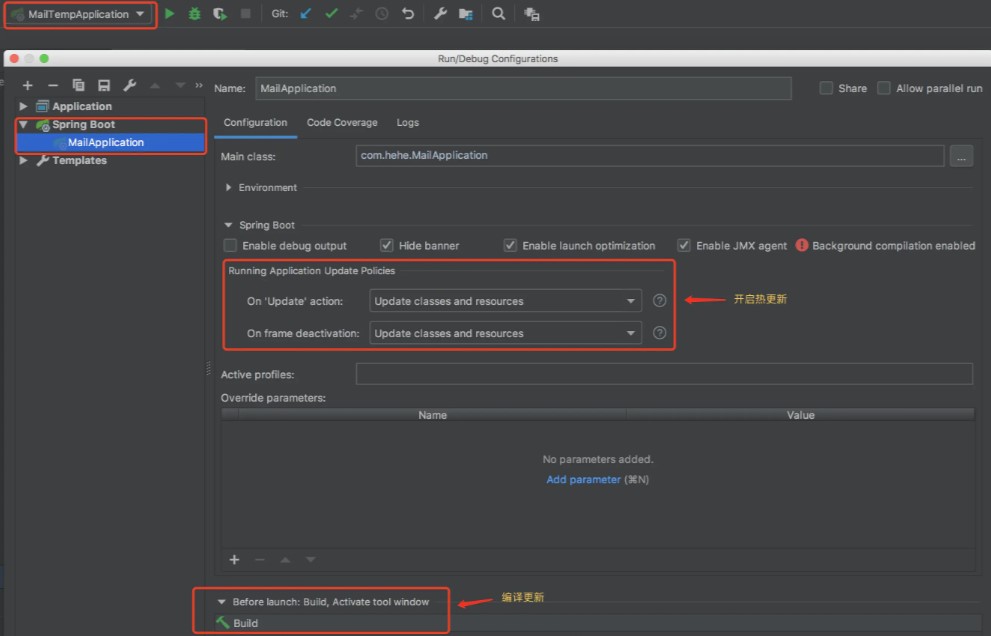 MailTempApplication
Git:
Run/Debug Configurations
Name: MailApplication Share Allow parallel run
Application
Spring Boot
MailApplication
Templates
Configuration Code Coverage Logs
Main class: com.hehe.MailApplication ...
Environment
Spring Boot
Enable debug output Hide banner Enable launch optimization Enable JMX agent Background compilation enabled
Running Application Update Policies
On 'Update' action: Update classes and resources ? 开启热更新
On frame deactivation: Update classes and resources ?
Active profiles:
Override parameters:
Name Value
No parameters added.
Add parameter (⌘N)
Before launch: Build, Activate tool window 编译更新
Build